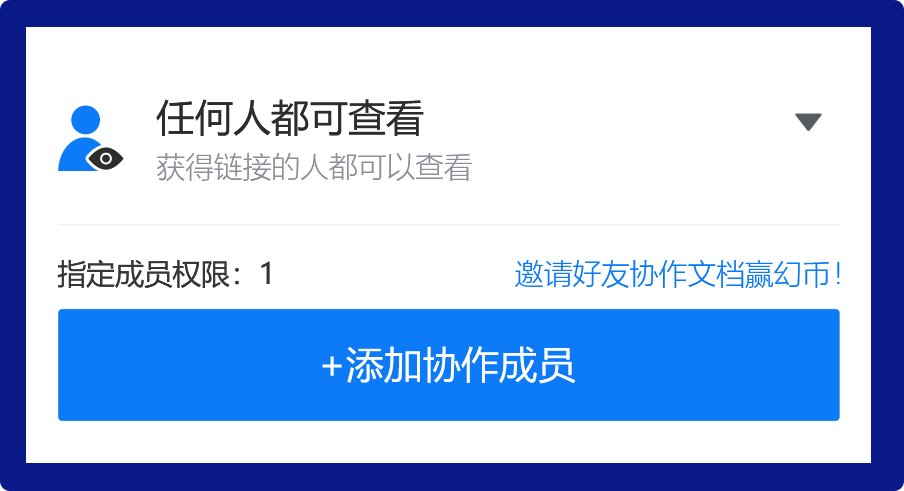 任何人都可查看
获得链接的人都可以查看
指定成员权限：1
邀请好友协作文档赢幻币！
+添加协作成员